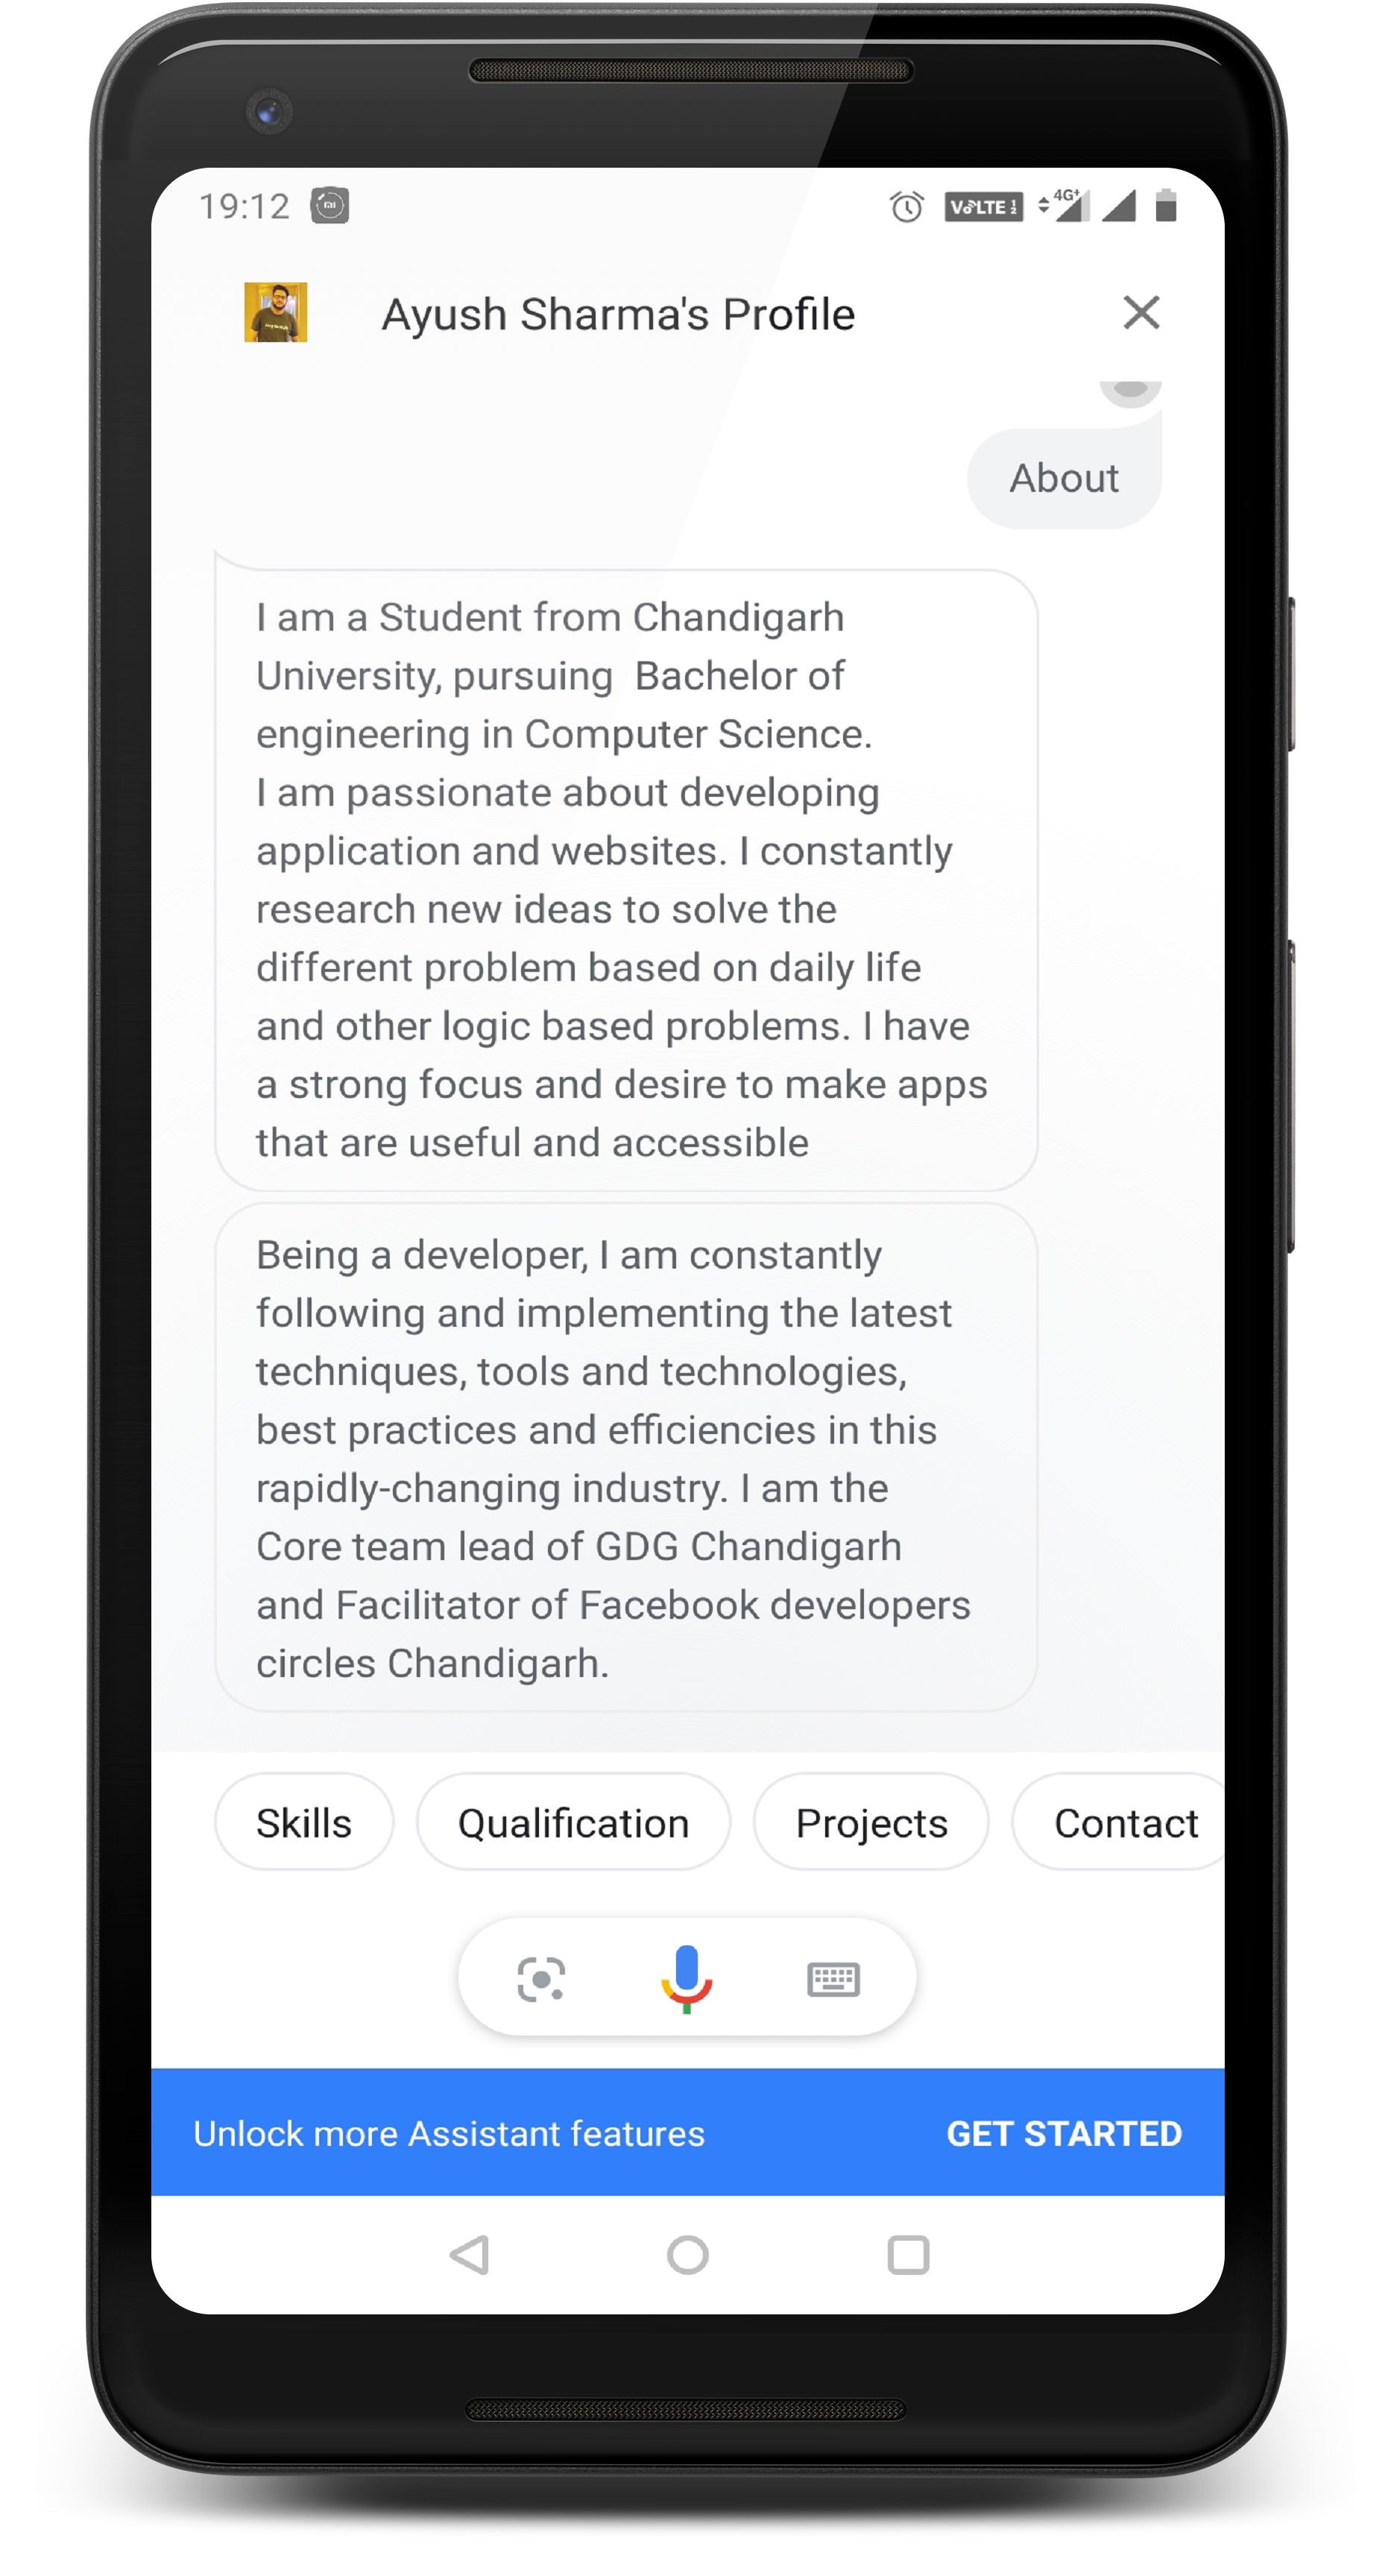 19:12
Vo LTE 1 2
4G+
Ayush Sharma's Profile
About
I am a Student from Chandigarh
University, pursuing  Bachelor of
engineering in Computer Science.
I am passionate about developing
application and websites. I constantly
research new ideas to solve the
different problem based on daily life
and other logic based problems. I have
a strong focus and desire to make apps
that are useful and accessible
Being a developer, I am constantly
following and implementing the latest
techniques, tools and technologies,
best practices and efficiencies in this
rapidly-changing industry. I am the
Core team lead of GDG Chandigarh
and Facilitator of Facebook developers
circles Chandigarh.
Skills
Qualification
Projects
Contact
Unlock more Assistant features
GET STARTED